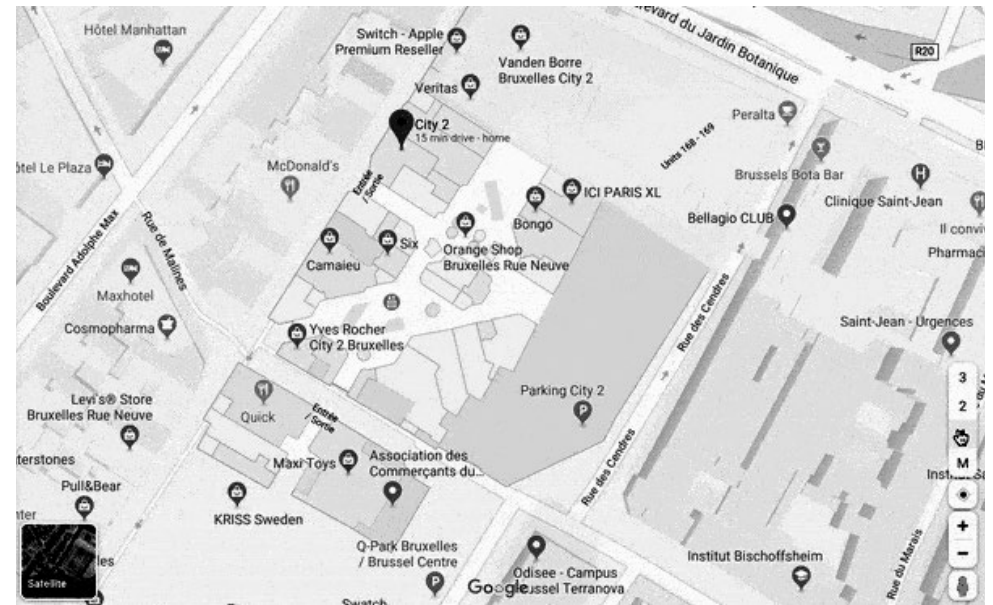 Hôtel Manhattan
Switch - Apple
Premium Reseller
Vanden Borre
Bruxelles City 2
levard du Jardin Botanique
R20
Veritas
City 2
15 min drive - home
Peralta
Units 168 - 169
ôtel Le Plaza
McDonald's
Entrée
/ Sortie
Brussels Bota Bar
Clinique Saint-Jean
ICI PARIS XL
Bongo
Bellagio CLUB
Il conviv
Pharmaci
Boulevard Adolphe Max
Rue de Malines
Camaieu
Six
Orange Shop
Bruxelles Rue Neuve
Maxhotel
Cosmopharma
Yves Rocher
City 2 Bruxelles
Rue des Cendres
Saint-Jean - Urgences
Levi's® Store
Bruxelles Rue Neuve
Quick
Entrée
/ Sortie
Parking City 2
3
2
M
terstones
Pull&Bear
Maxi Toys
Association des
Commerçants du...
Rue des Cendres
KRISS Sweden
nter
les
Satellite
Q-Park Bruxelles
/ Brussel Centre
Swatch
Google
Odisee - Campus
Brussel Terranova
Institut Bischoffsheim
Rue du Marais
+
−